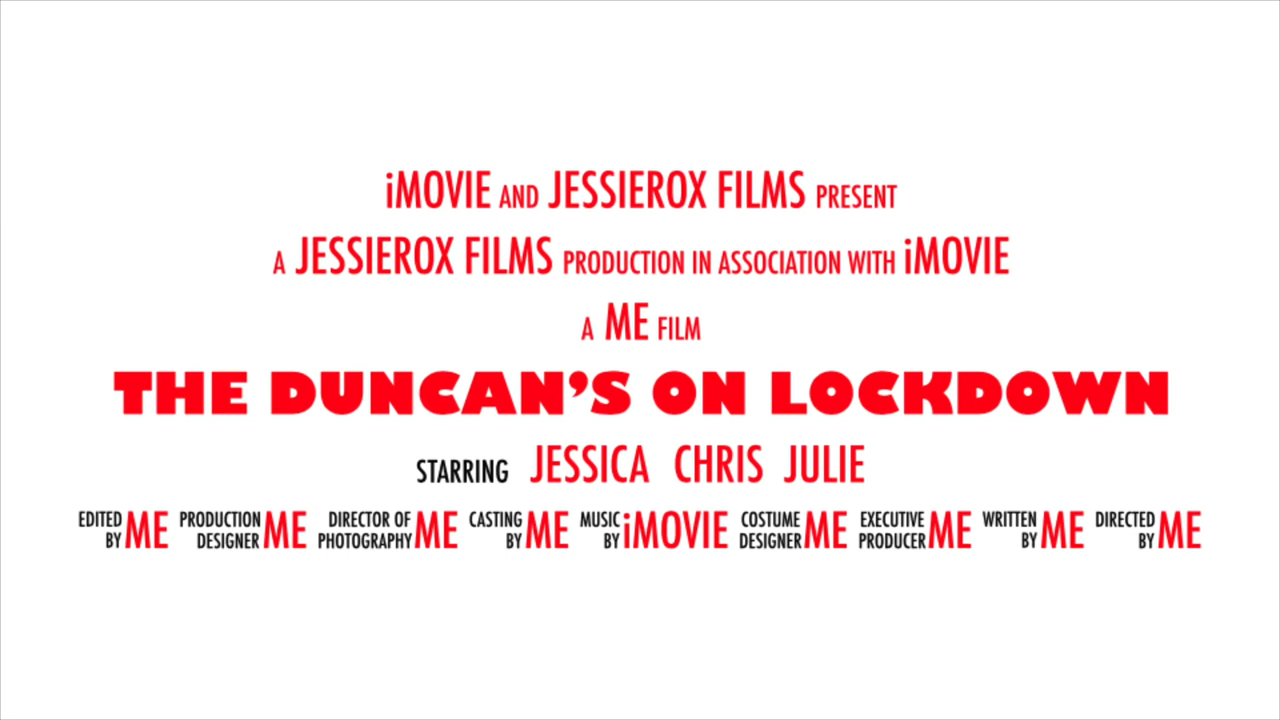 iMOVIE AND JESSIEROX FILMS PRESENT
A JESSIEROX FILMS PRODUCTION IN ASSOCIATION WITH iMOVIE
A ME FILM
THE DUNCAN'S ON LOCKDOWN
STARRING JESSICA CHRIS JULIE
EDITED BY ME PRODUCTION DESIGNER ME DIRECTOR OF PHOTOGRAPHY ME CASTING BY ME MUSIC BY iMOVIE COSTUME DESIGNER ME EXECUTIVE PRODUCER ME WRITTEN BY ME DIRECTED BY ME